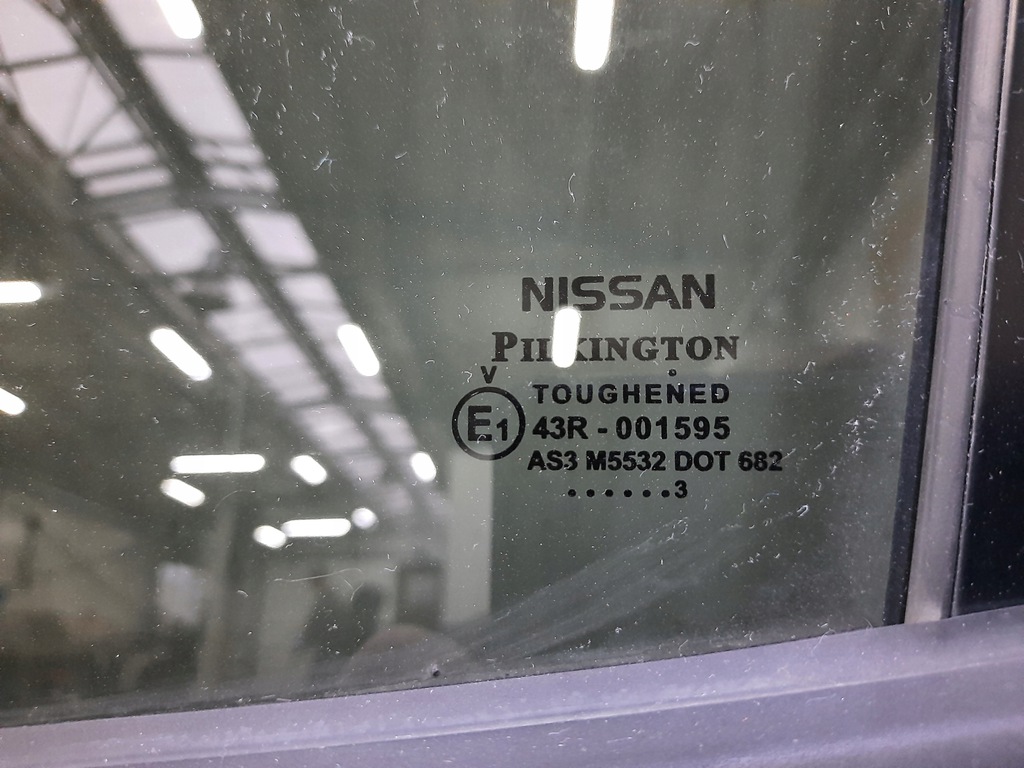 NISSAN
PILKINGTON
V
TOUGHENED
E1 43R - 001595
AS3 M5532 DOT 682
. . . . . . 3